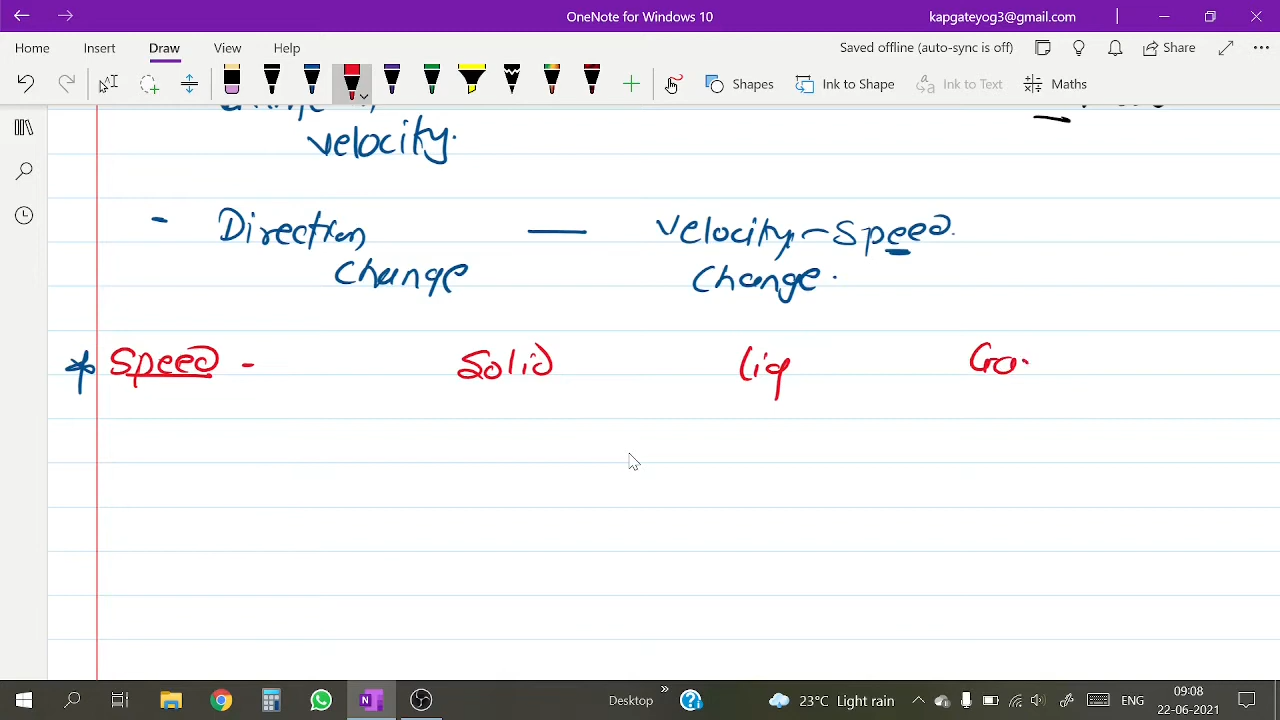 OneNote for Windows 10
kapgateyog3@gmail.com
Home Insert Draw View Help
Saved offline (auto-sync is off) Share
Shapes Ink to Shape Ink to Text Maths
velocity.
- Direction — velocity - speed.
change change.
* Speed - Solid Liq Ga.
Desktop 23°C Light rain ENG 09:08
22-06-2021